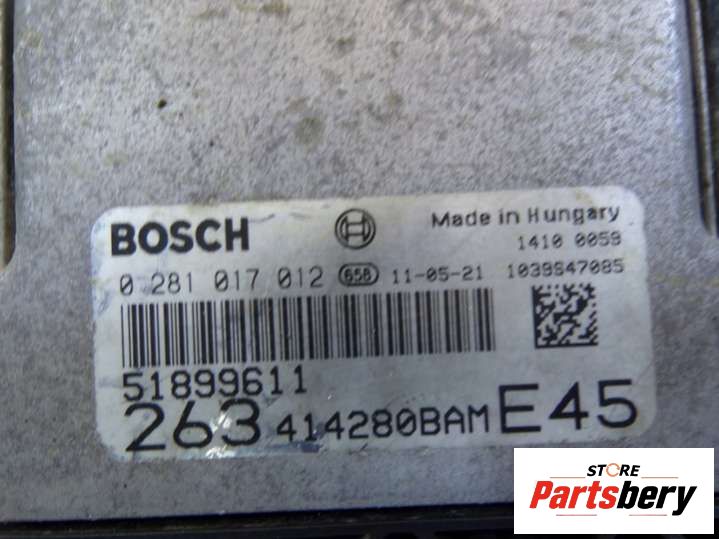 BOSCH
Made in Hungary
1410 0059
0 281 017 012 658 11-05-21 1039S47085
51899611
263 414280BAM E45
STORE
Partsbery